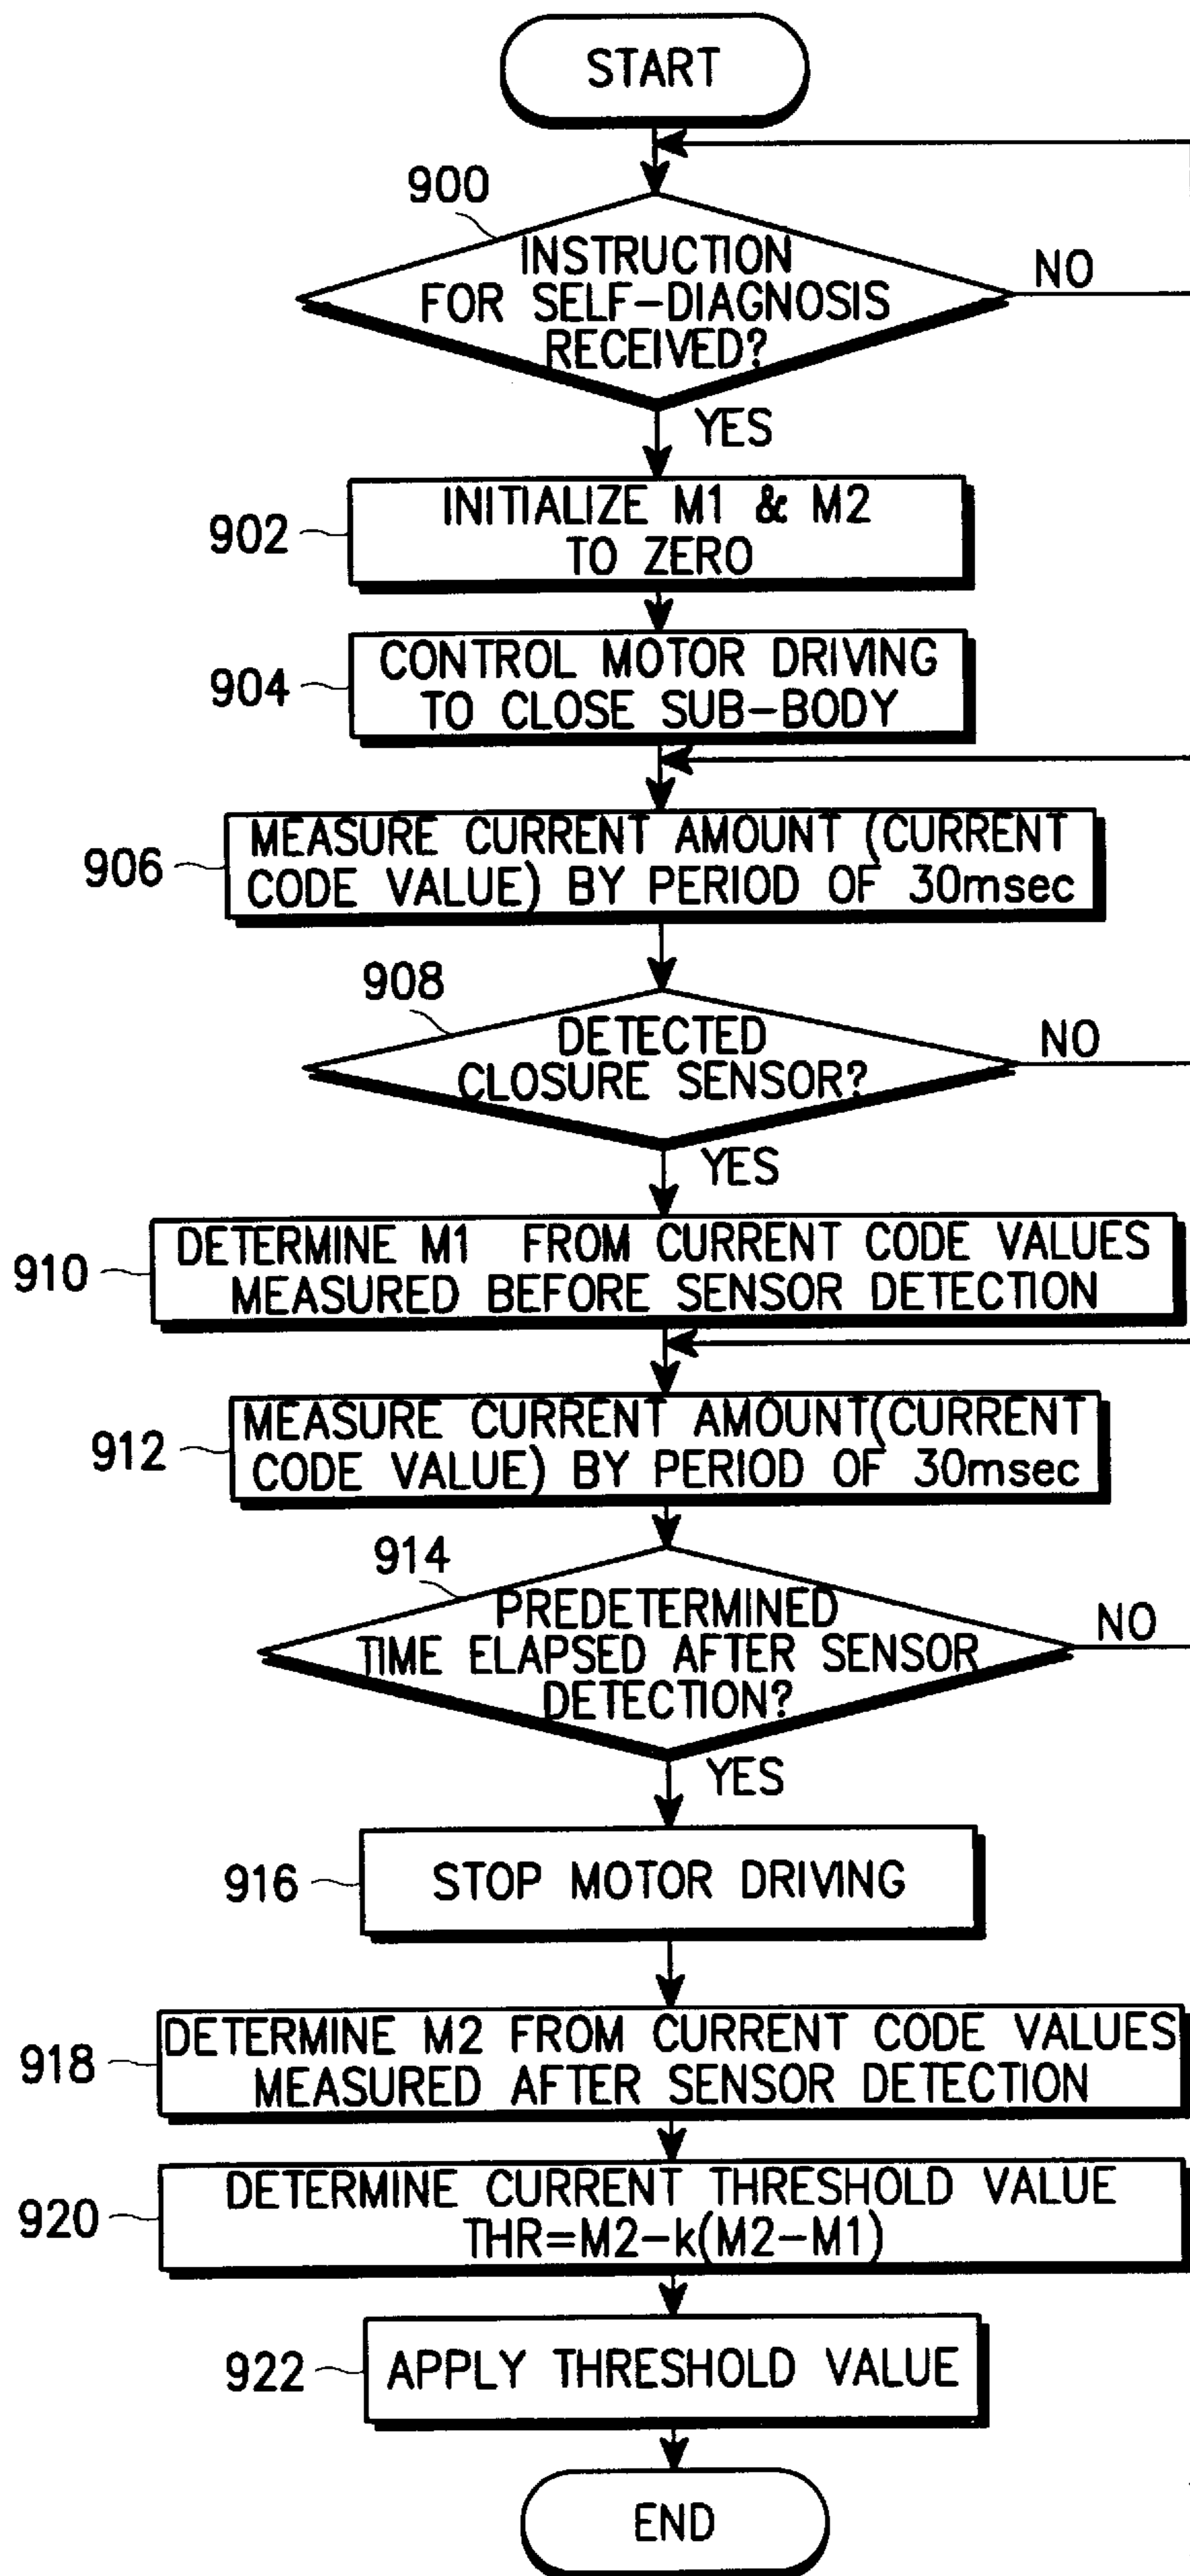 START
900
INSTRUCTION
FOR SELF-DIAGNOSIS
RECEIVED?
NO
YES
902
INITIALIZE M1 & M2
TO ZERO
904
CONTROL MOTOR DRIVING
TO CLOSE SUB-BODY
906
MEASURE CURRENT AMOUNT (CURRENT
CODE VALUE) BY PERIOD OF 30msec
908
DETECTED
CLOSURE SENSOR?
NO
YES
910
DETERMINE M1 FROM CURRENT CODE VALUES
MEASURED BEFORE SENSOR DETECTION
912
MEASURE CURRENT AMOUNT(CURRENT
CODE VALUE) BY PERIOD OF 30msec
914
PREDETERMINED
TIME ELAPSED AFTER SENSOR
DETECTION?
NO
YES
916
STOP MOTOR DRIVING
918
DETERMINE M2 FROM CURRENT CODE VALUES
MEASURED AFTER SENSOR DETECTION
920
DETERMINE CURRENT THRESHOLD VALUE
THR=M2-k(M2-M1)
922
APPLY THRESHOLD VALUE
END